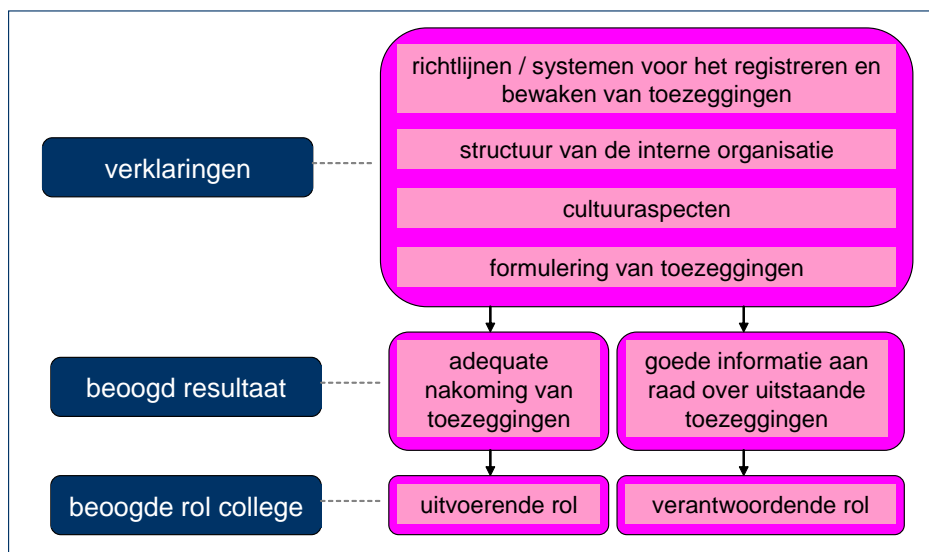 richtlijnen / systemen voor het registreren en
bewaken van toezeggingen
verklaringen
structuur van de interne organisatie
cultuuraspecten
formulering van toezeggingen
beoogd resultaat
adequate
nakoming van
toezeggingen
goede informatie aan
raad over uitstaande
toezeggingen
beoogde rol college
uitvoerende rol
verantwoordende rol